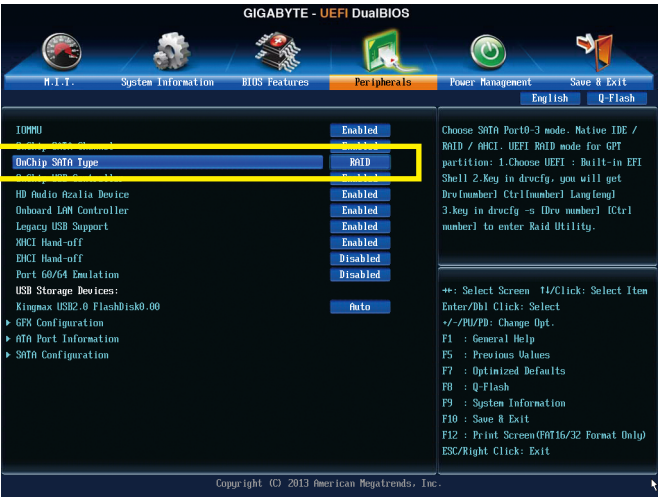 GIGABYTE - UEFI DualBIOS
M.I.T. System Information BIOS Features Peripherals Power Management Save & Exit
English Q-Flash
IOMMU Enabled
OnChip SATA Channel Enabled
OnChip SATA Type RAID
OnChip USB Controller Enabled
HD Audio Azalia Device Enabled
Onboard LAN Controller Enabled
Legacy USB Support Enabled
XHCI Hand-off Enabled
EHCI Hand-off Disabled
Port 60/64 Emulation Disabled
USB Storage Devices:
Kingmax USB2.0 FlashDisk0.00 Auto
GFX Configuration
ATA Port Information
SATA Configuration
Choose SATA Port0-3 mode. Native IDE /
RAID / AHCI. UEFI RAID mode for GPT
partition: 1.Choose UEFI : Built-in EFI
Shell 2.Key in drvcfg, you will get
Drv[number] Ctrl[number] Lang[eng]
3.key in drvcfg -s [Drv number] [Ctrl
number] to enter Raid Utility.
→←: Select Screen ↑↓/Click: Select Item
Enter/Dbl Click: Select
+/-/PU/PD: Change Opt.
F1 : General Help
F5 : Previous Values
F7 : Optimized Defaults
F8 : Q-Flash
F9 : System Information
F10 : Save & Exit
F12 : Print Screen(FAT16/32 Format Only)
ESC/Right Click: Exit
Copyright (C) 2013 American Megatrends, Inc.